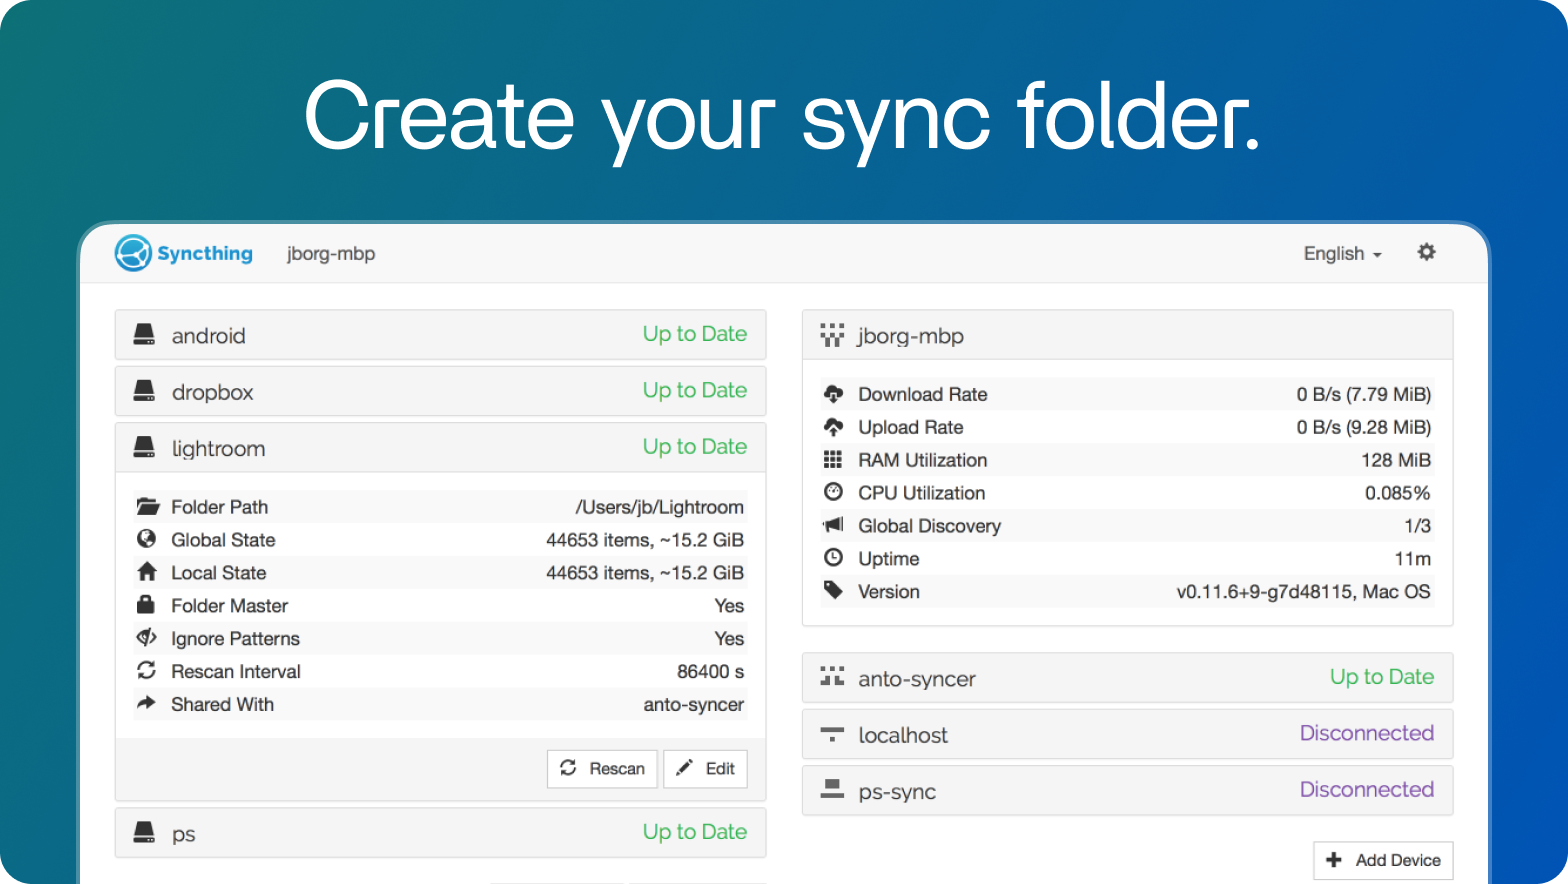 Create your sync folder.
Syncthing jborg-mbp English
android Up to Date
dropbox Up to Date
lightroom Up to Date
Folder Path /Users/jb/Lightroom
Global State 44653 items, ~15.2 GiB
Local State 44653 items, ~15.2 GiB
Folder Master Yes
Ignore Patterns Yes
Rescan Interval 86400 s
Shared With anto-syncer
Rescan Edit
ps Up to Date
jborg-mbp
Download Rate 0 B/s (7.79 MiB)
Upload Rate 0 B/s (9.28 MiB)
RAM Utilization 128 MiB
CPU Utilization 0.085%
Global Discovery 1/3
Uptime 11m
Version v0.11.6+9-g7d48115, Mac OS
anto-syncer Up to Date
localhost Disconnected
ps-sync Disconnected
Add Device